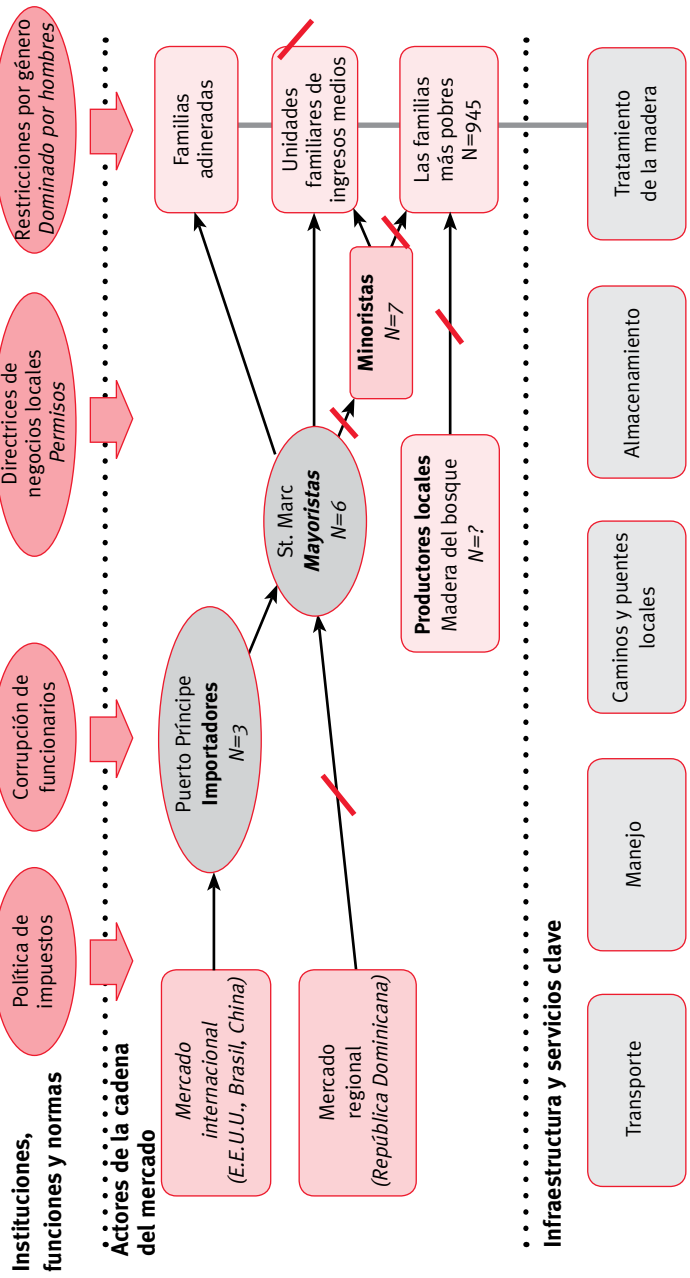 Instituciones,
funciones y normas
Política de
impuestos
Corrupción de
funcionarios
Directrices de
negocios locales
Permisos
Restricciones por género
Dominado por hombres
Actores de la cadena
del mercado
Mercado
internacional
(E.E.U.U., Brasil, China)
Mercado
regional
(República Dominicana)
Puerto Príncipe
Importadores
N=3
St. Marc
Mayoristas
N=6
Minoristas
N=7
Productores locales
Madera del bosque
N=?
Familias
adineradas
Unidades
familiares de
ingresos medios
Las familias
más pobres
N=945
Infraestructura y servicios clave
Transporte
Manejo
Caminos y puentes
locales
Almacenamiento
Tratamiento
de la madera